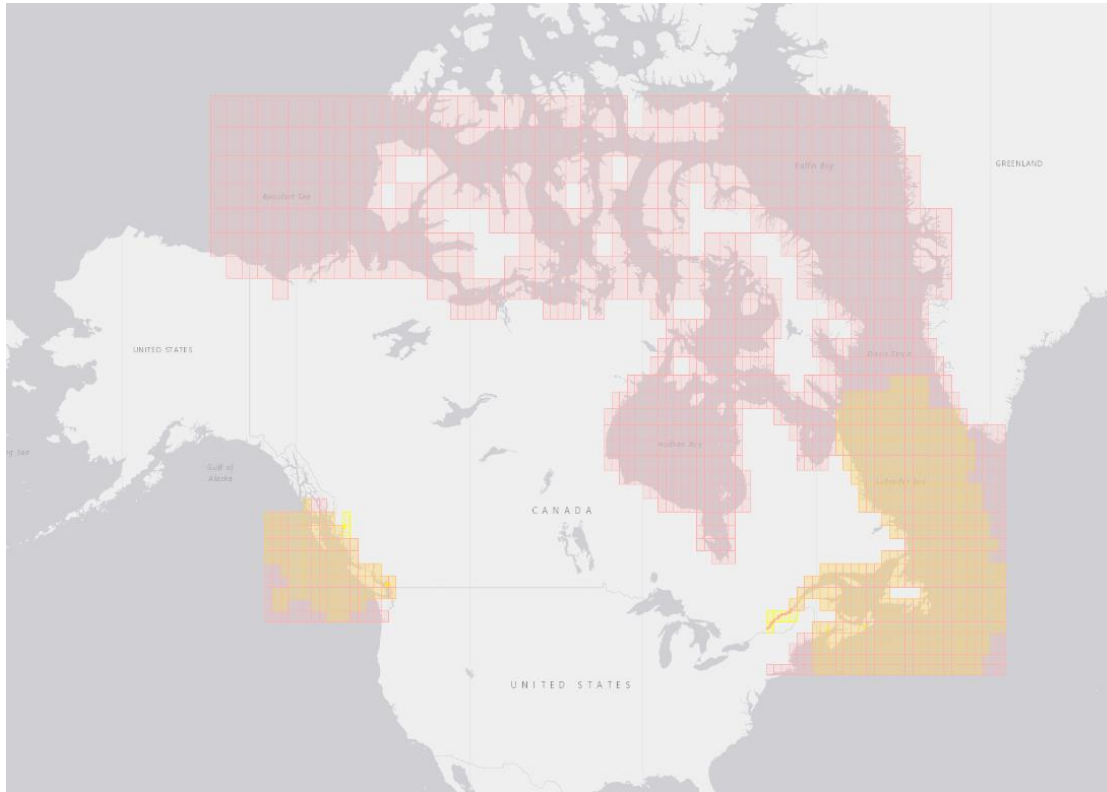 GREENLAND
Baffin Bay
Beaufort Sea
UNITED STATES
Davis Strait
Hudson Bay
Gulf of
Alaska
Labrador Sea
CANADA
UNITED STATES